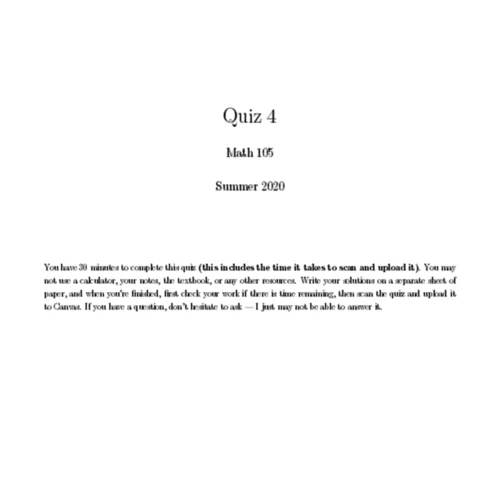 Quiz 4
Math 105
Summer 2020
You have 30 minutes to complete this quiz (this includes the time it takes to scan and upload it). You may
not use a calculator, your notes, the textbook, or any other resources. Write your solutions on a separate sheet of
paper, and when you're finished, first check your work if there is time remaining, then scan the quiz and upload it
to Canvas. If you have a question, don't hesitate to ask — I just may not be able to answer it.